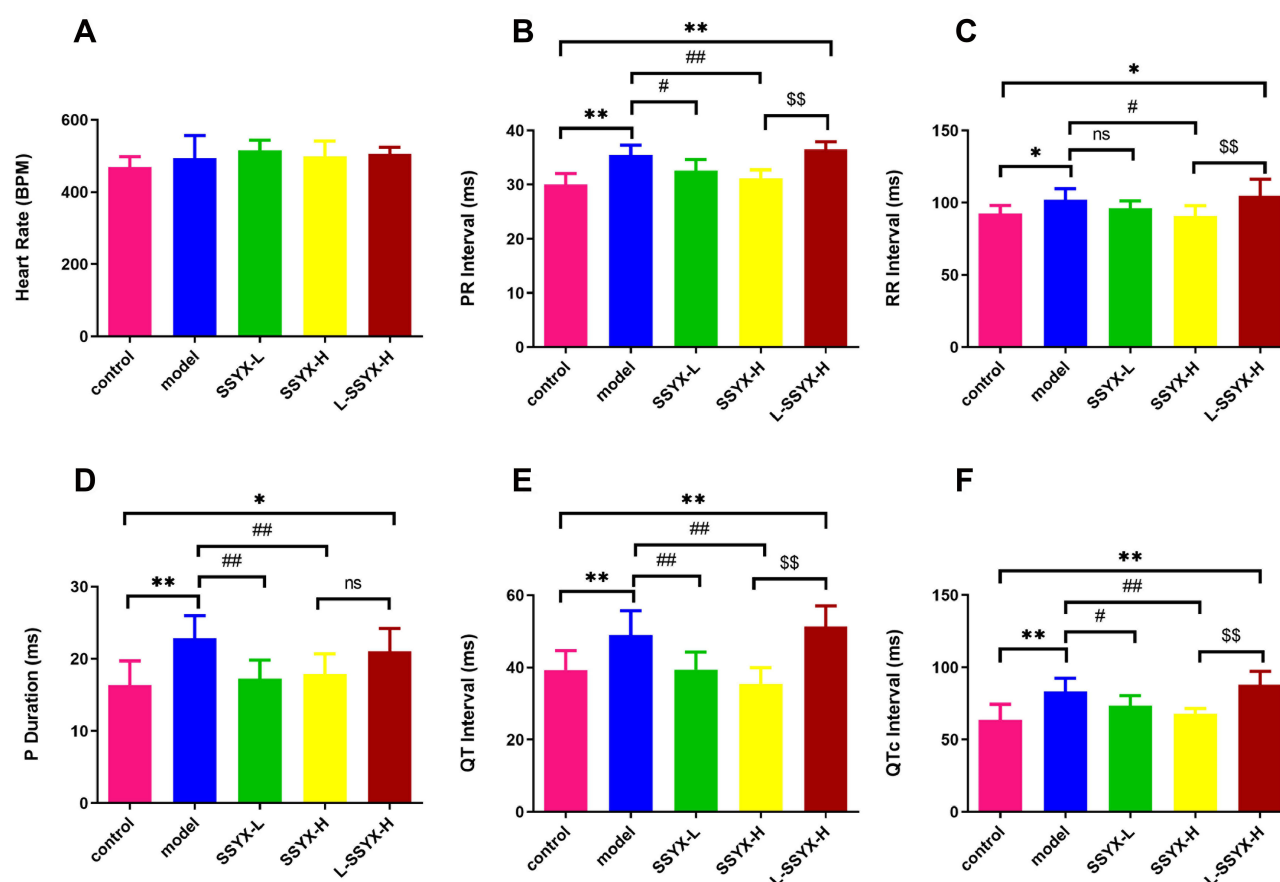 A
Heart Rate (BPM)
600
400
200
0
control
model
SSYX-L
SSYX-H
L-SSYX-H
B
**
##
#
**
$$
PR Interval (ms)
40
30
20
10
0
control
model
SSYX-L
SSYX-H
L-SSYX-H
C
*
#
ns
*
$$
RR Interval (ms)
150
100
50
0
control
model
SSYX-L
SSYX-H
L-SSYX-H
D
*
##
##
**
ns
P Duration (ms)
30
20
10
0
control
model
SSYX-L
SSYX-H
L-SSYX-H
E
**
##
##
**
$$
QT Interval (ms)
60
40
20
0
control
model
SSYX-L
SSYX-H
L-SSYX-H
F
**
##
#
**
$$
QTc Interval (ms)
150
100
50
0
control
model
SSYX-L
SSYX-H
L-SSYX-H